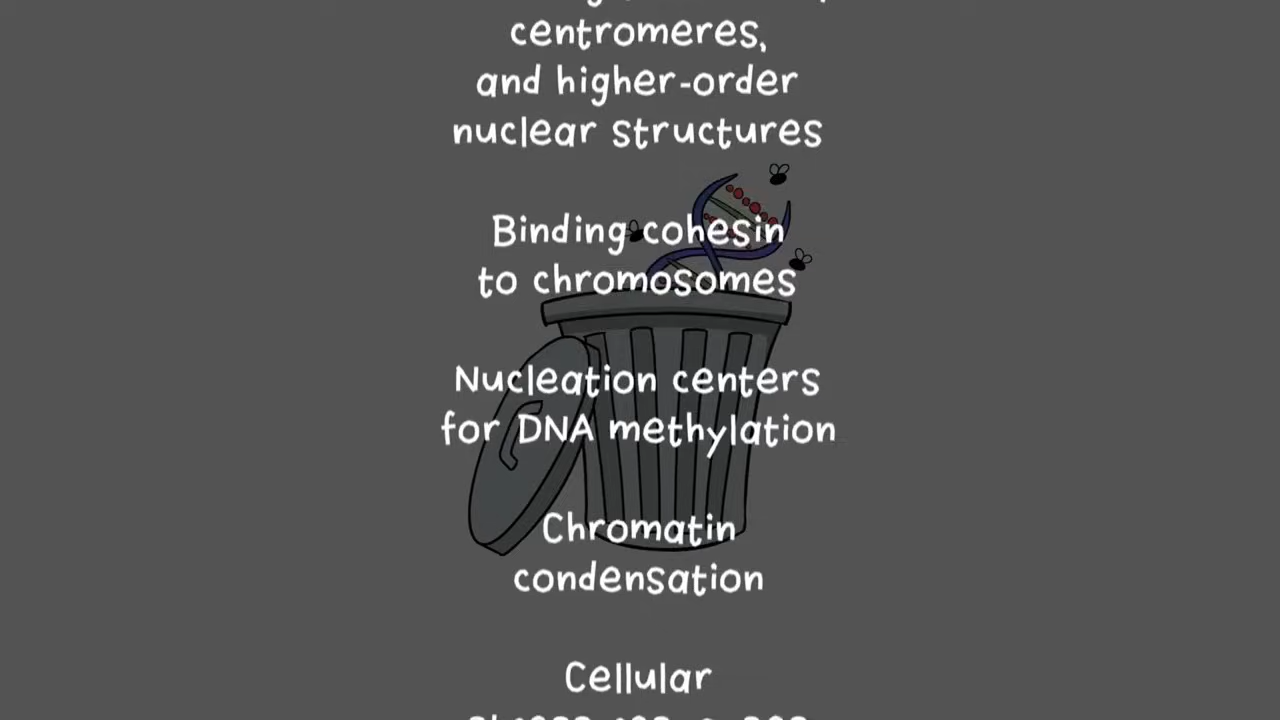 centromeres,
and higher-order
nuclear structures
Binding cohesin
to chromosomes
Nucleation centers
for DNA methylation
Chromatin
condensation
Cellular